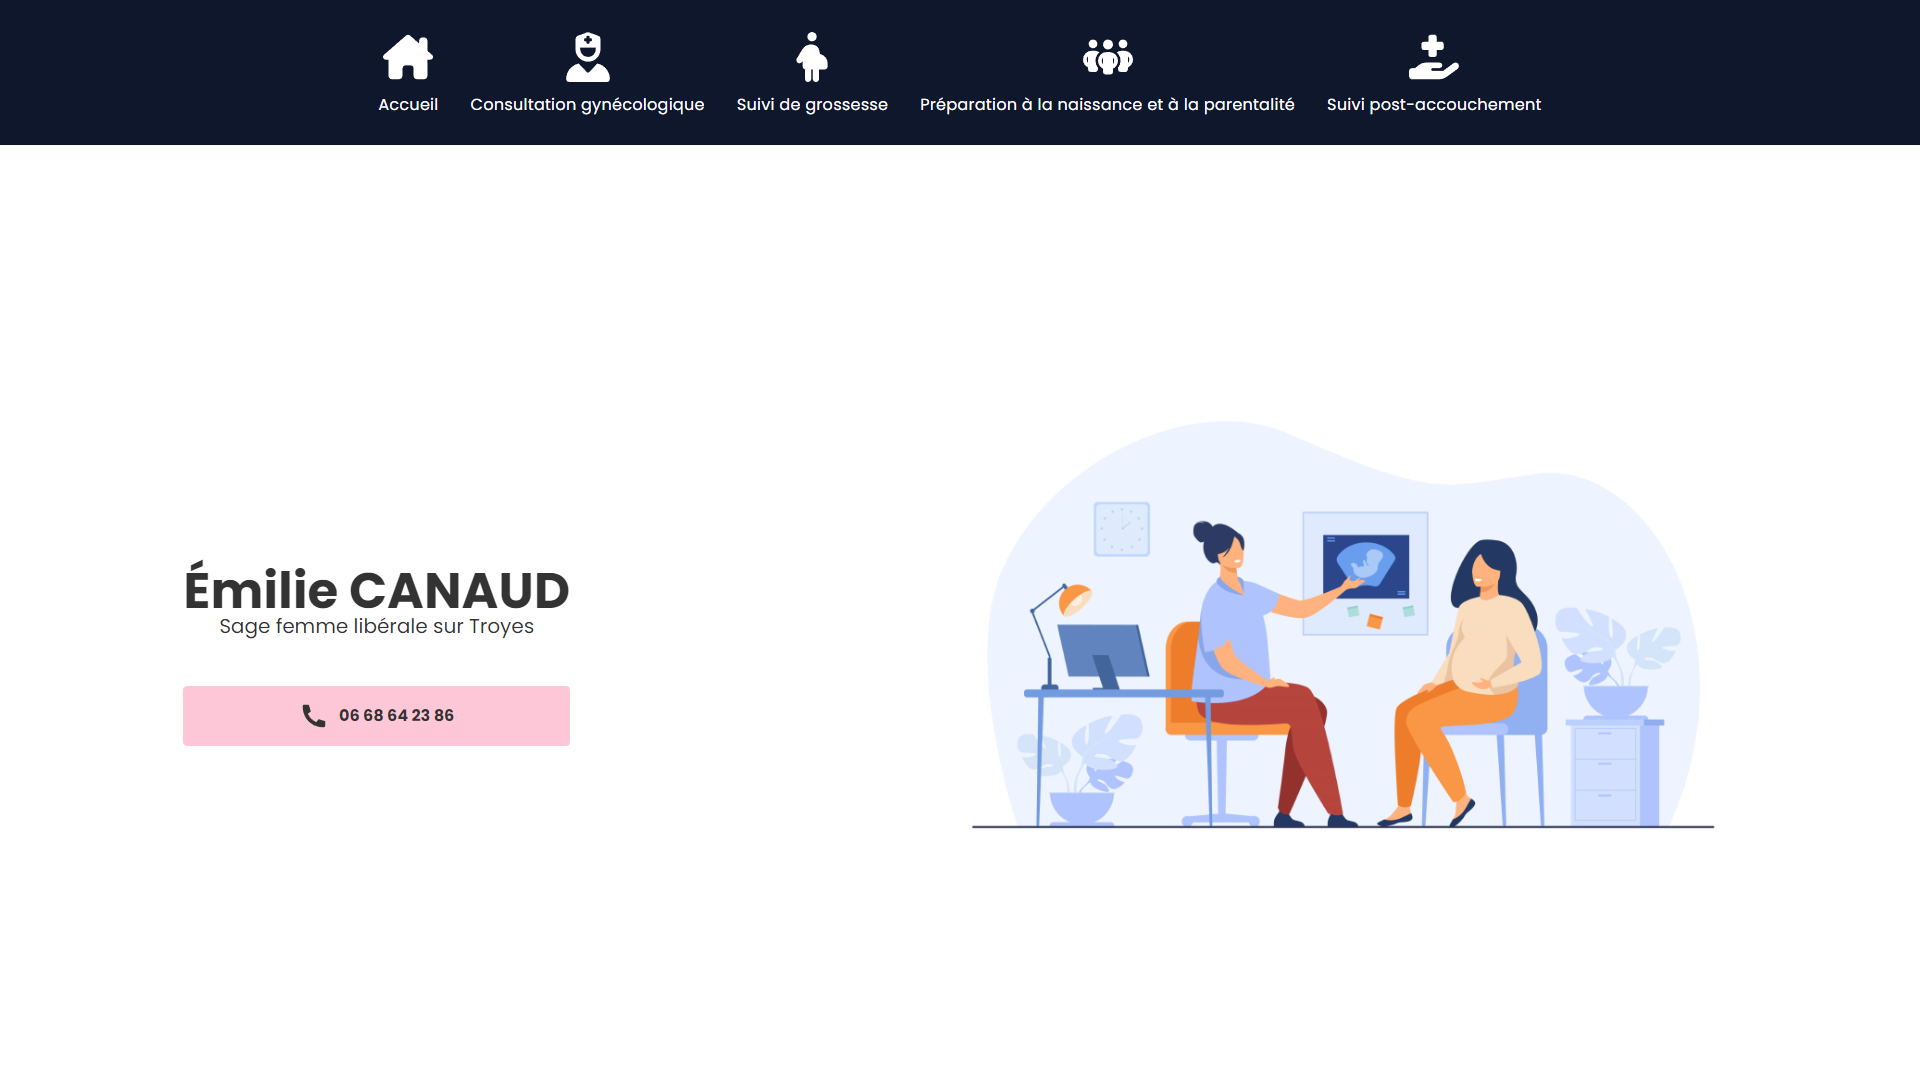 Accueil
Consultation gynécologique
Suivi de grossesse
Préparation à la naissance et à la parentalité
Suivi post-accouchement
Émilie CANAUD
Sage femme libérale sur Troyes
06 68 64 23 86